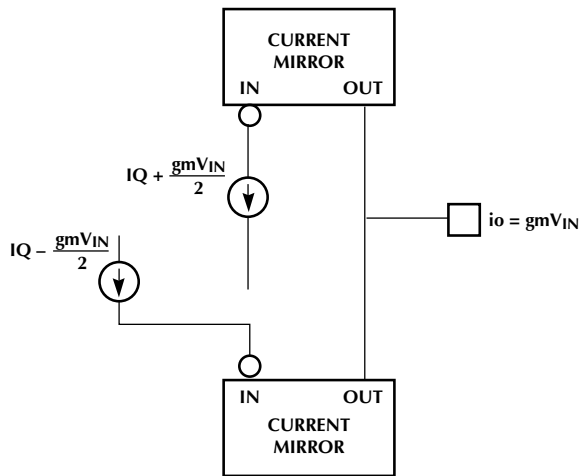 CURRENT
MIRROR
IN OUT
IQ + gmVIN
2
IQ – gmVIN
2
io = gmVIN
IN OUT
CURRENT
MIRROR